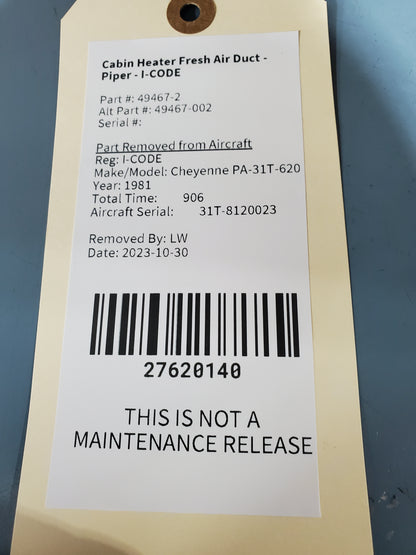 Cabin Heater Fresh Air Duct -
Piper - I-CODE
Part #: 49467-2
Alt Part #: 49467-002
Serial #:
Part Removed from Aircraft
Reg: I-CODE
Make/Model: Cheyenne PA-31T-620
Year: 1981
Total Time: 906
Aircraft Serial: 31T-8120023
Removed By: LW
Date: 2023-10-30
27620140
THIS IS NOT A
MAINTENANCE RELEASE